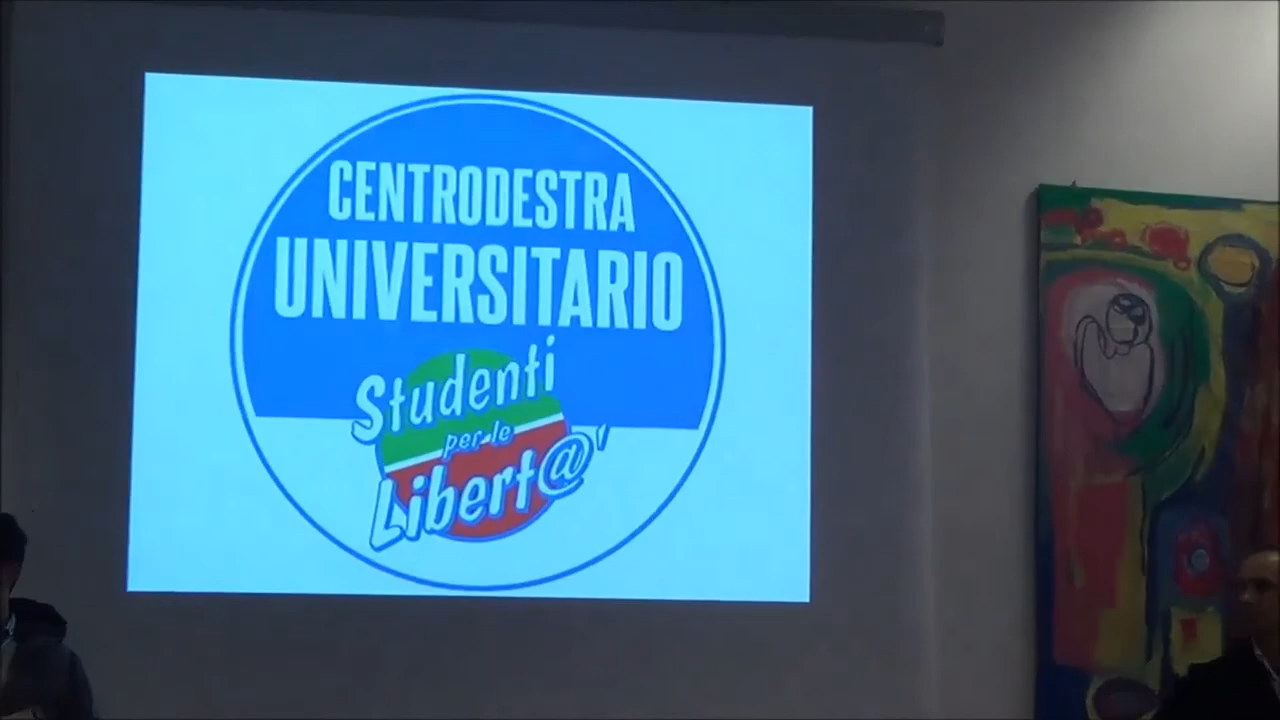 CENTRODESTRA
UNIVERSITARIO
Studenti
per le
Libert@'